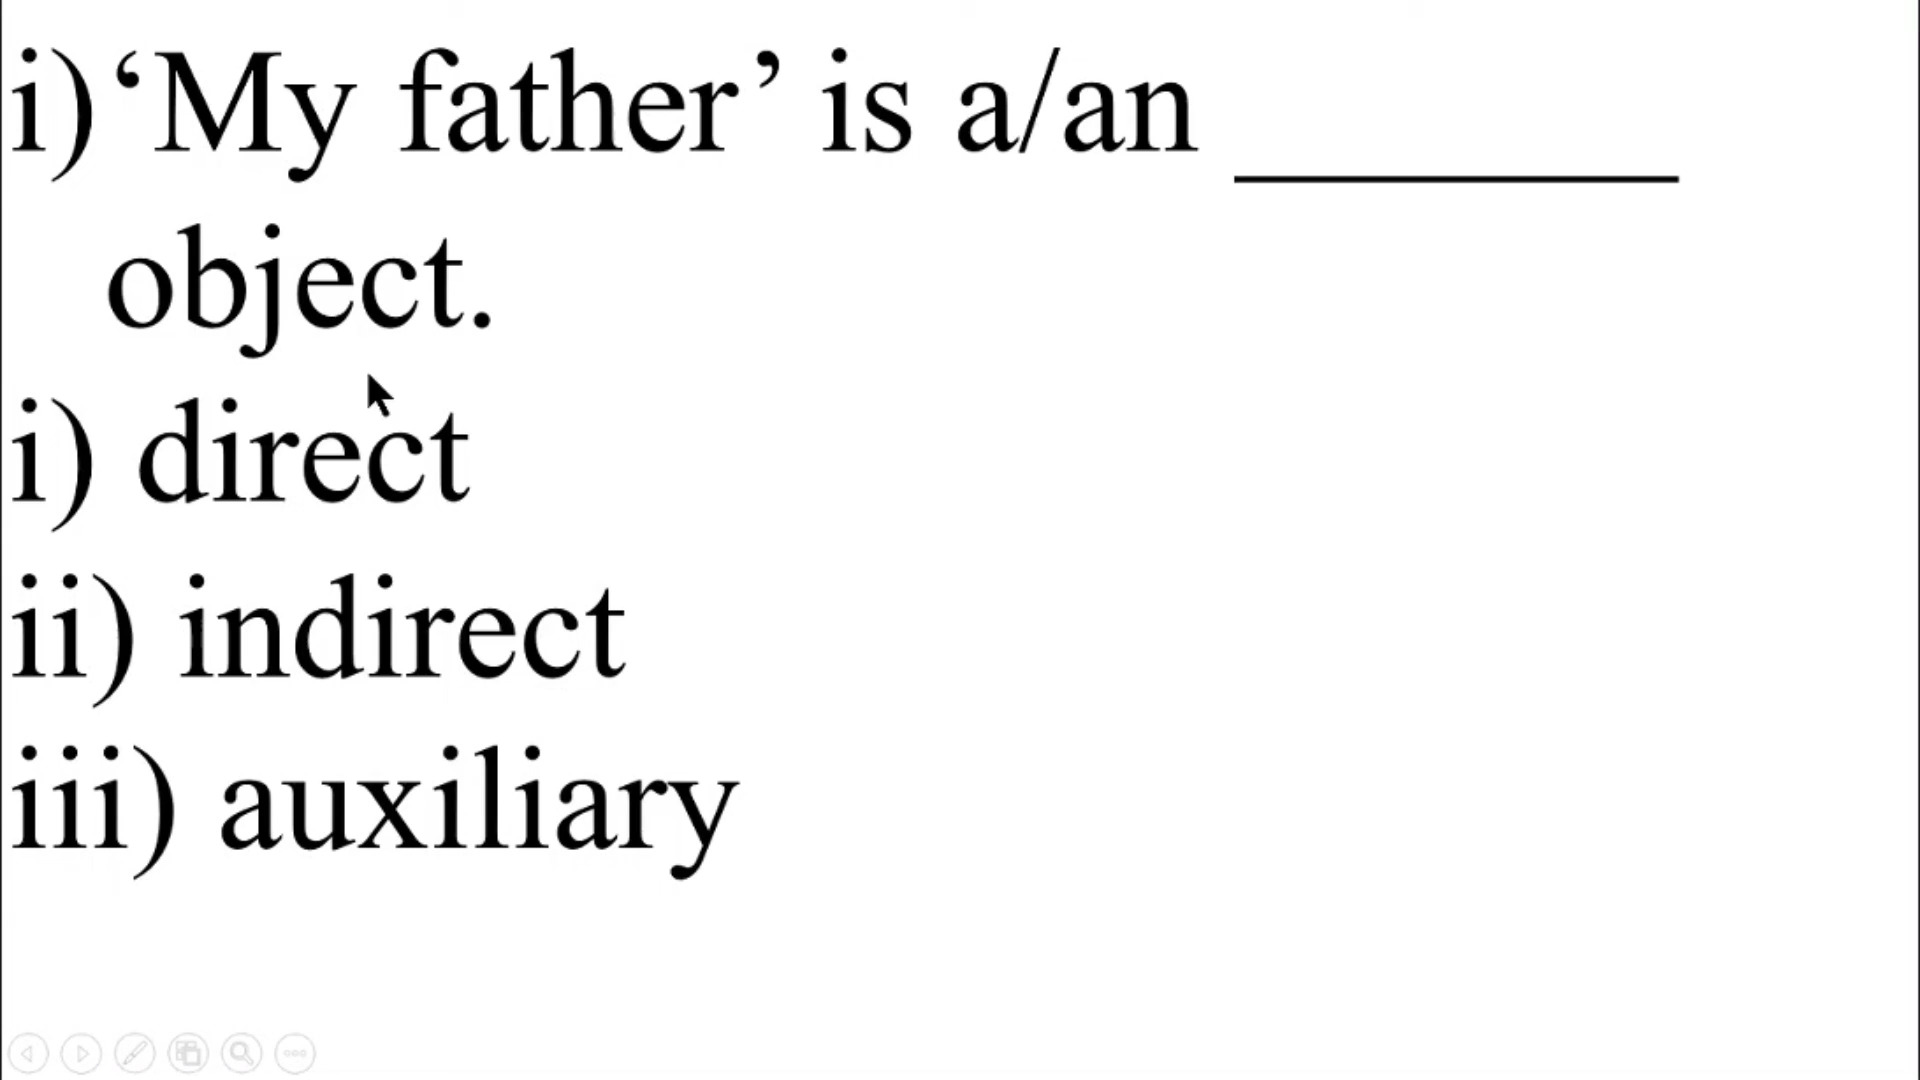 i) ‘My father’ is a/an ________
object.
i) direct
ii) indirect
iii) auxiliary